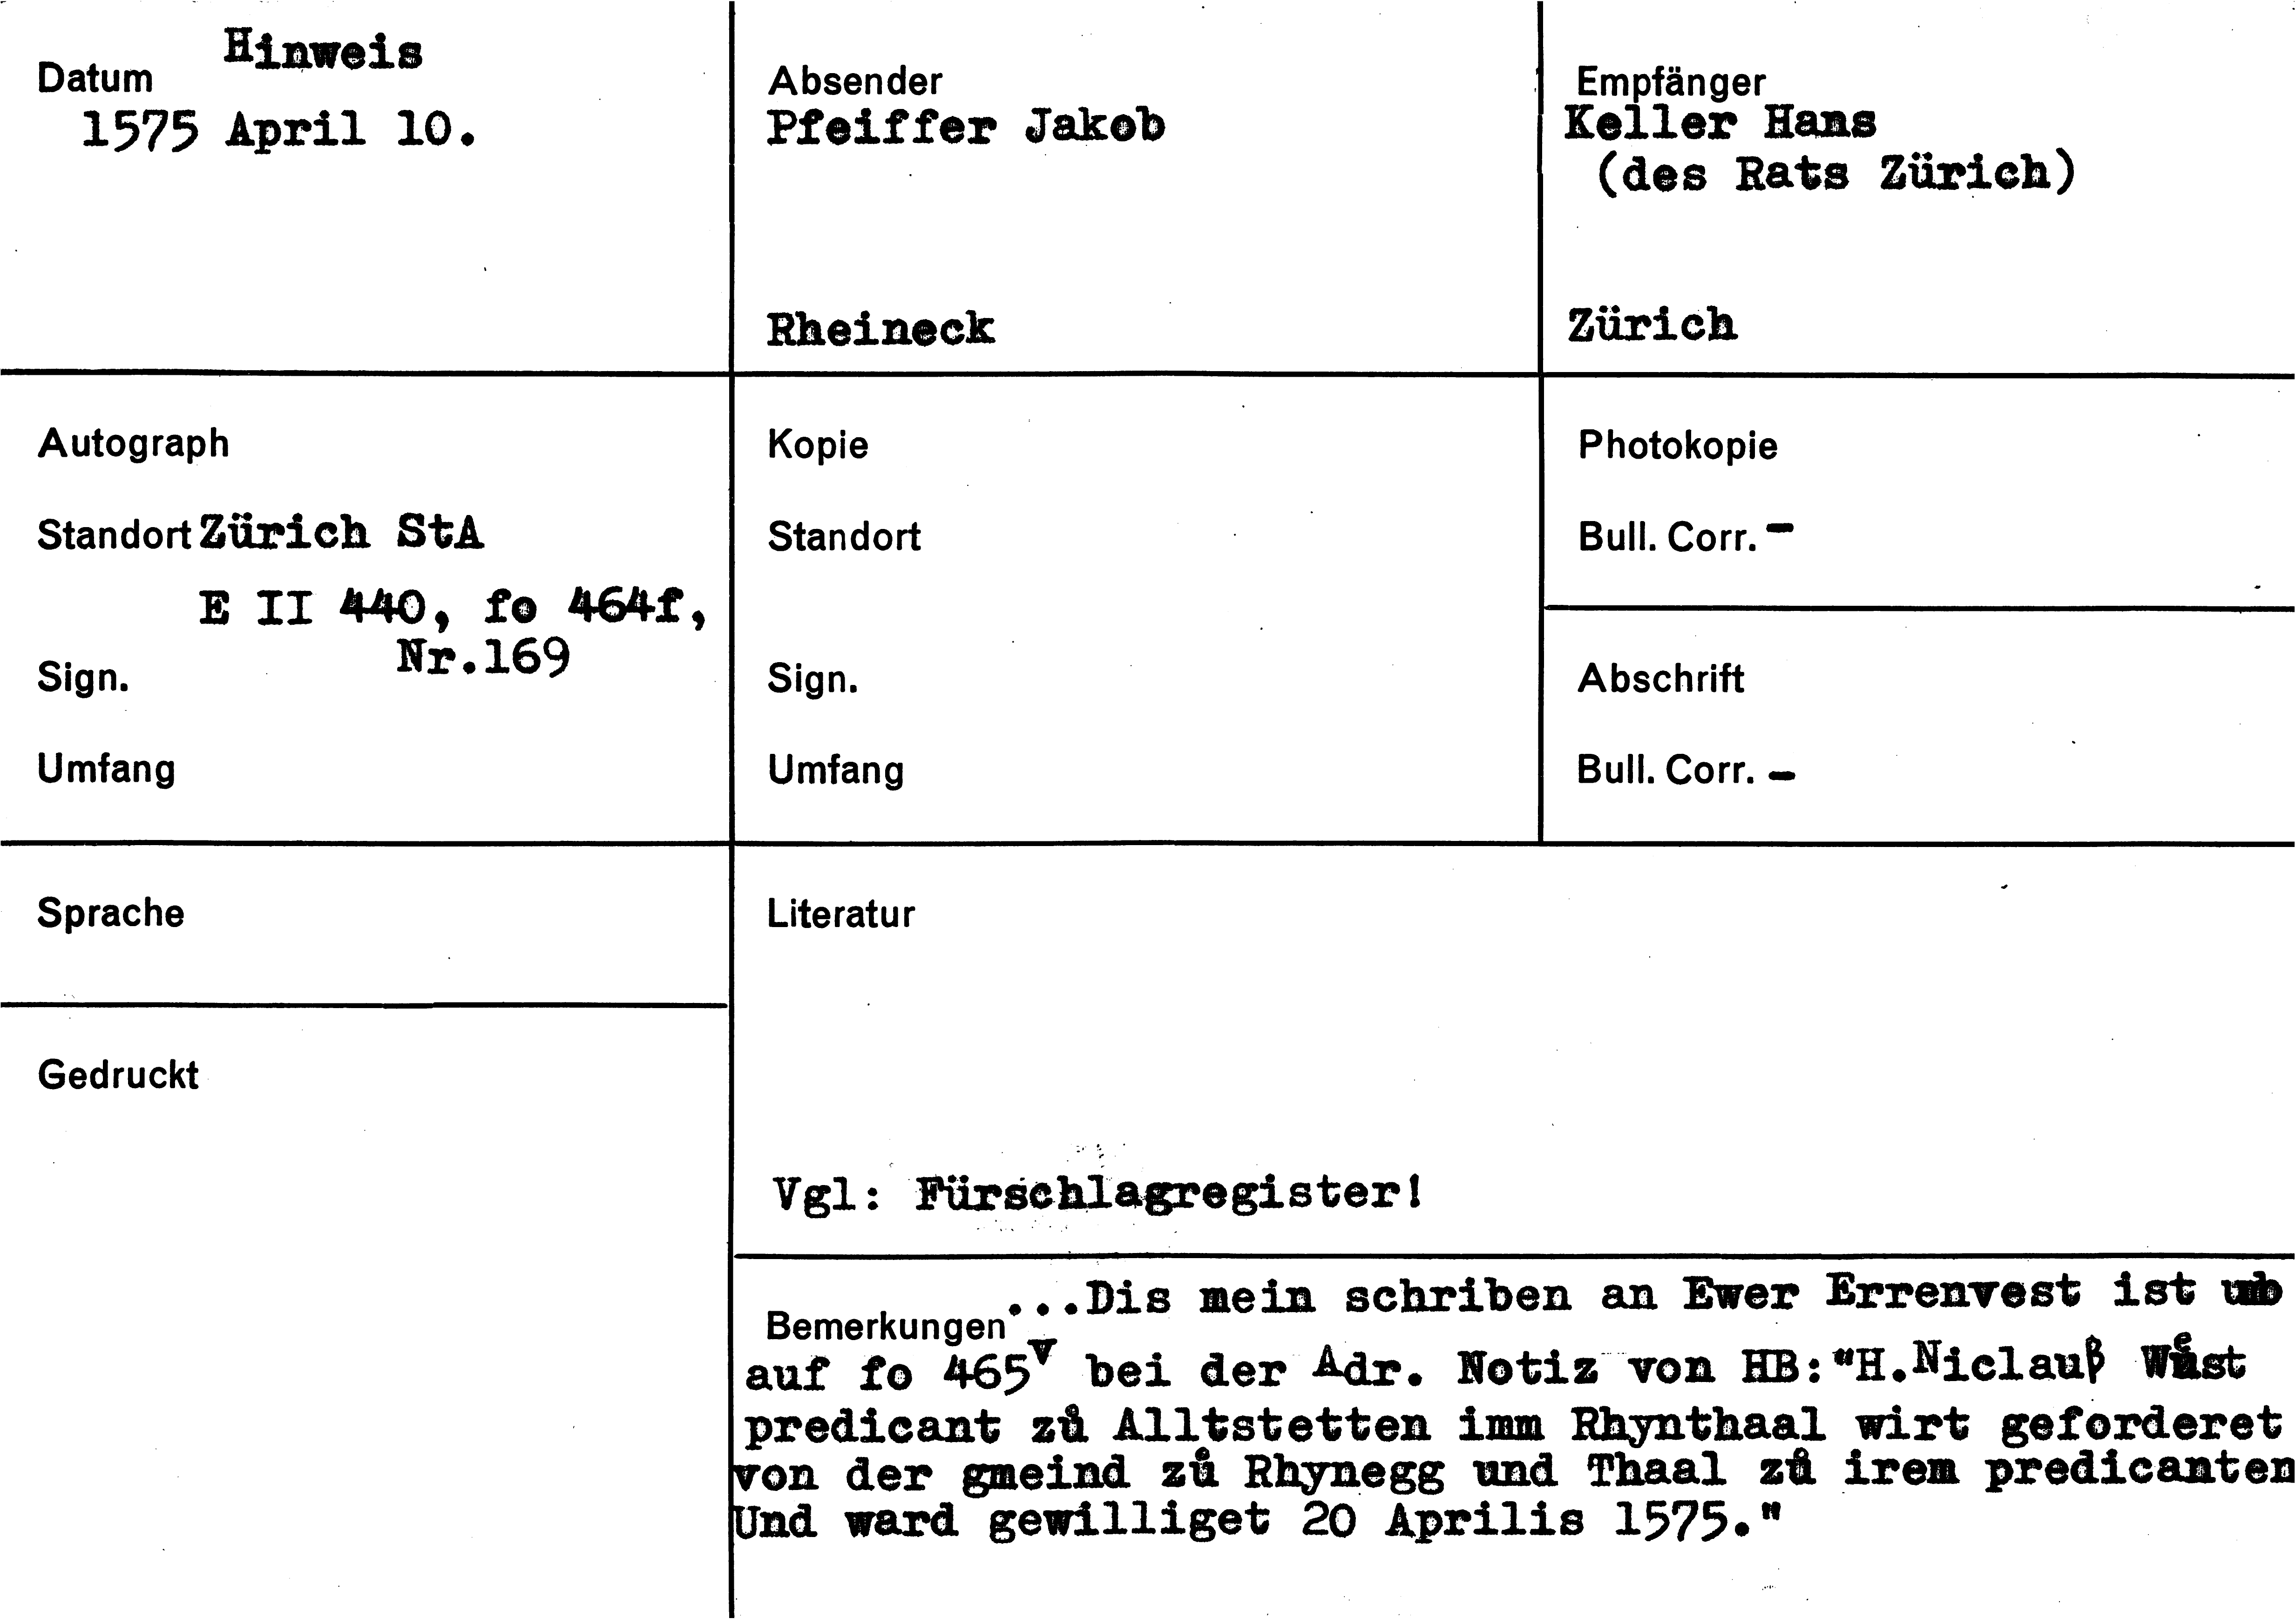 Hinweis
Datum
1575 April 10.
Absender
Pfeiffer Jakob
Rheineck
Empfänger
Keller Hans
(des Rats Zürich)
Zürich
Autograph
Standort Zürich StA
E II 440, fo 464f,
Nr.169
Sign.
Umfang
Kopie
Standort
Sign.
Umfang
Photokopie
Bull. Corr. -
Abschrift
Bull. Corr. -
Sprache
Gedruckt
Literatur
Vgl: Fürschlagregister!
Bemerkungen ...Dis mein schriben an Ewer Errenvest ist umb
auf fo 465v bei der Adr. Notiz von HB:"H.Niclauß Wuͤst
predicant zů Alltstetten imm Rhynthaal wirt geforderet
von der gmeind zů Rhynegg und Thaal zů irem predicanten
Und ward gewilliget 20 Aprilis 1575."